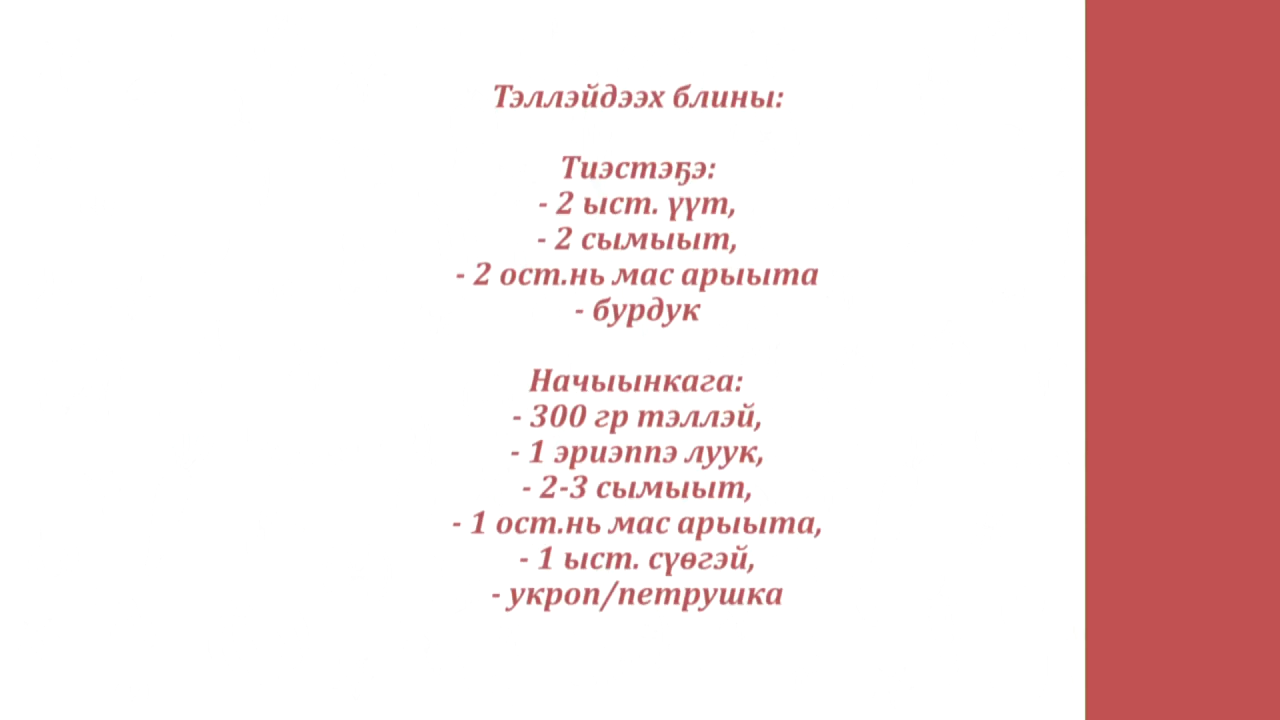 Тэллэйдээх блины:
Тиэстэҕэ:
- 2 ыст. үүт,
- 2 сымыыт,
- 2 ост.нь мас арыыта
- бурдук
Начыынкага:
- 300 гр тэллэй,
- 1 эриэппэ луук,
- 2-3 сымыыт,
- 1 ост.нь мас арыыта,
- 1 ыст. сүөгэй,
- укроп/петрушка